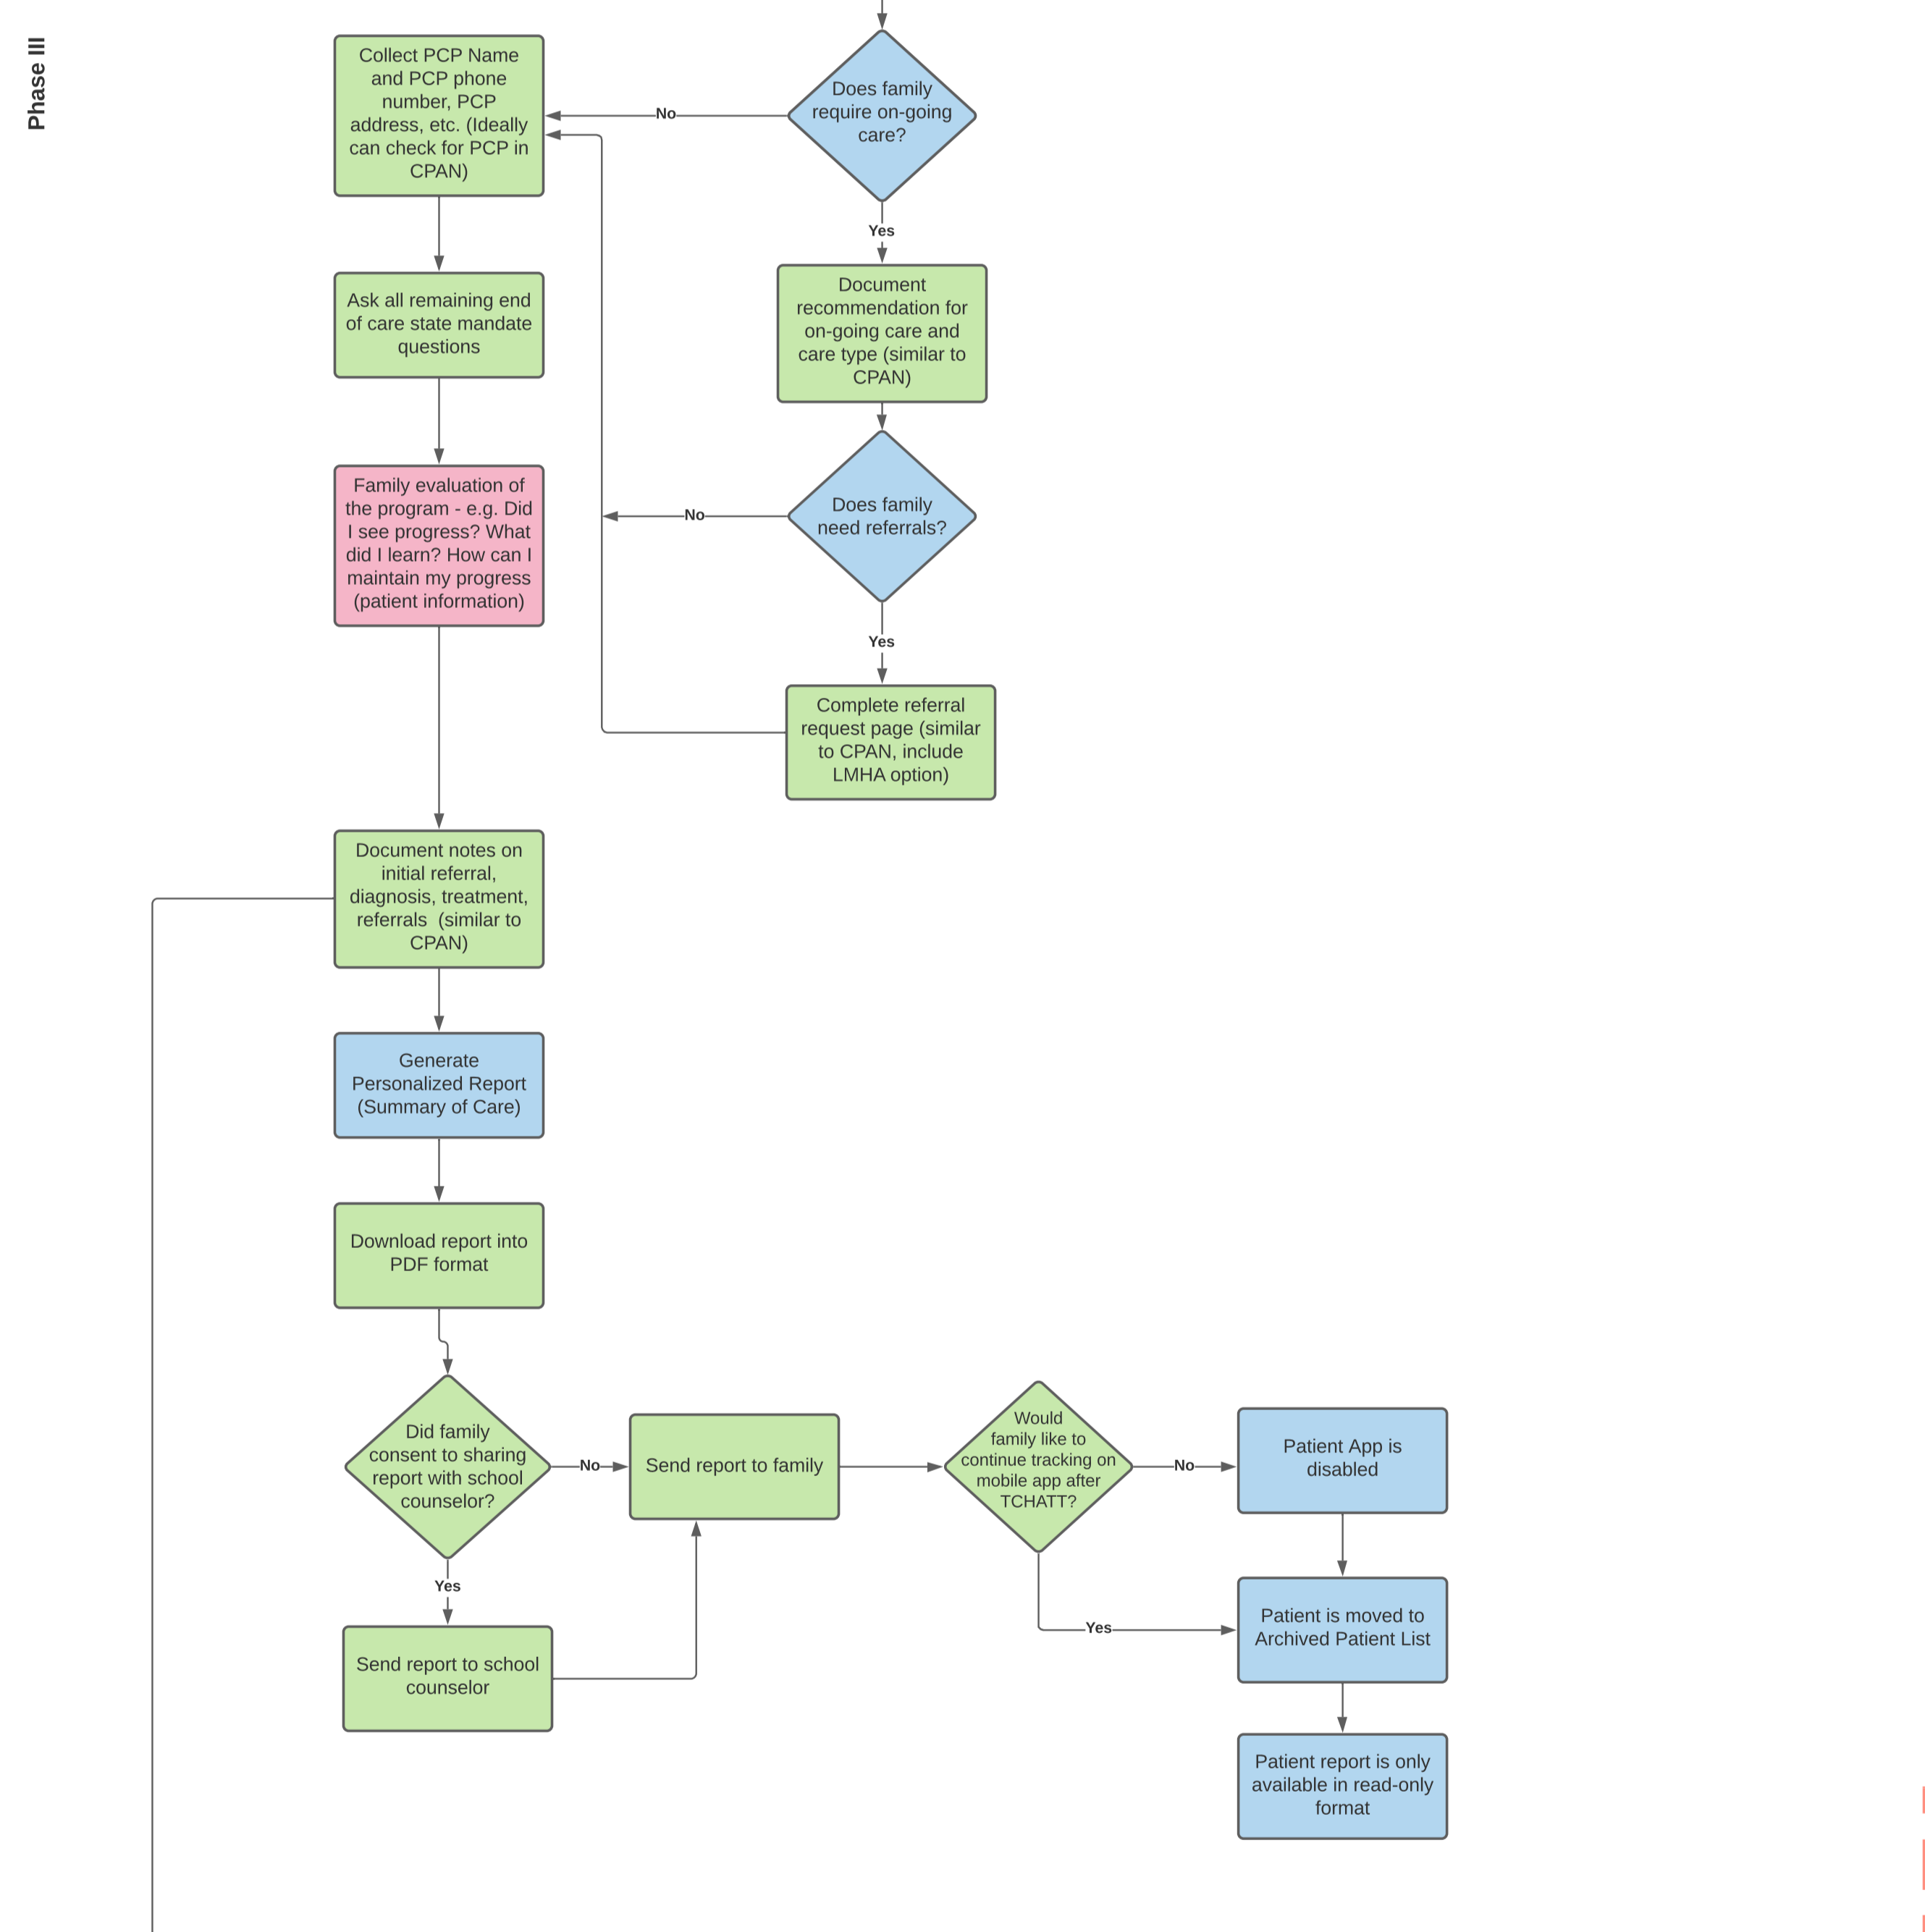 Phase III
Collect PCP Name
and PCP phone
number, PCP
address, etc. (Ideally
can check for PCP in
CPAN)
No
Does family
require on-going
care?
Yes
Document
recommendation for
on-going care and
care type (similar to
CPAN)
Ask all remaining end
of care state mandate
questions
Does family
need referrals?
No
Yes
Complete referral
request page (similar
to CPAN, include
LMHA option)
Family evaluation of
the program - e.g. Did
I see progress? What
did I learn? How can I
maintain my progress
(patient information)
Document notes on
initial referral,
diagnosis, treatment,
referrals  (similar to
CPAN)
Generate
Personalized Report
(Summary of Care)
Download report into
PDF format
Did family
consent to sharing
report with school
counselor?
No
Send report to family
Yes
Send report to school
counselor
Would
family like to
continue tracking on
mobile app after
TCHATT?
No
Patient App is
disabled
Yes
Patient is moved to
Archived Patient List
Patient report is only
available in read-only
format